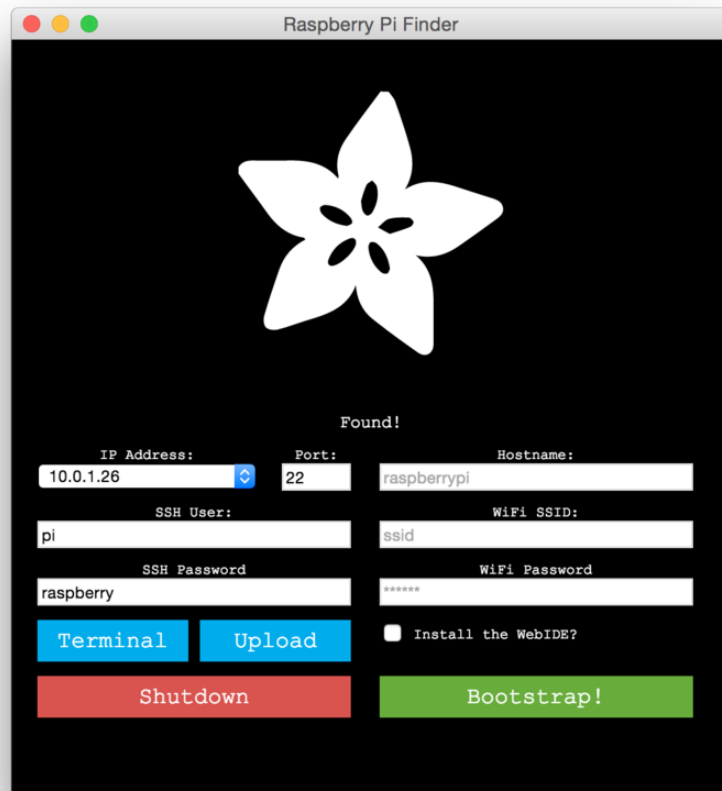 Raspberry Pi Finder
Found!
IP Address: Port: Hostname:
10.0.1.26 22 raspberrypi
SSH User: WiFi SSID:
pi ssid
SSH Password WiFi Password
raspberry ******
Terminal Upload Install the WebIDE?
Shutdown Bootstrap!